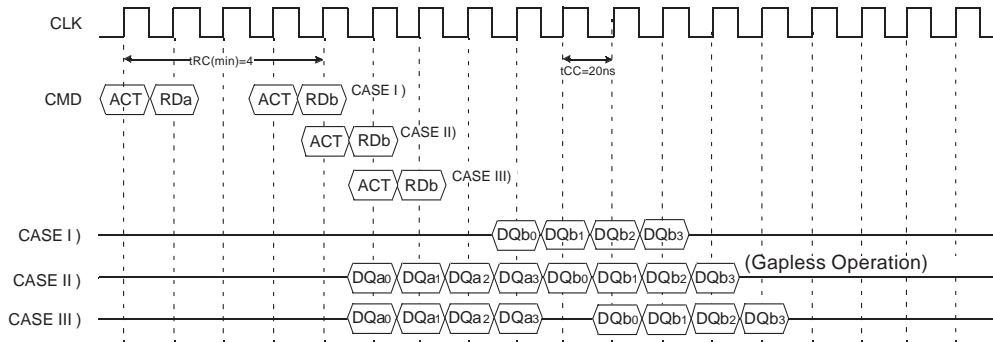 CLK
tRC(min)=4
tCC=20ns
CMD ACT RDa ACT RDb CASE I )
ACT RDb CASE II)
ACT RDb CASE III)
CASE I ) DQb0 DQb1 DQb2 DQb3
CASE II ) DQa0 DQa1 DQa2 DQa3 DQb0 DQb1 DQb2 DQb3 (Gapless Operation)
CASE III ) DQa0 DQa1 DQa2 DQa3 DQb0 DQb1 DQb2 DQb3